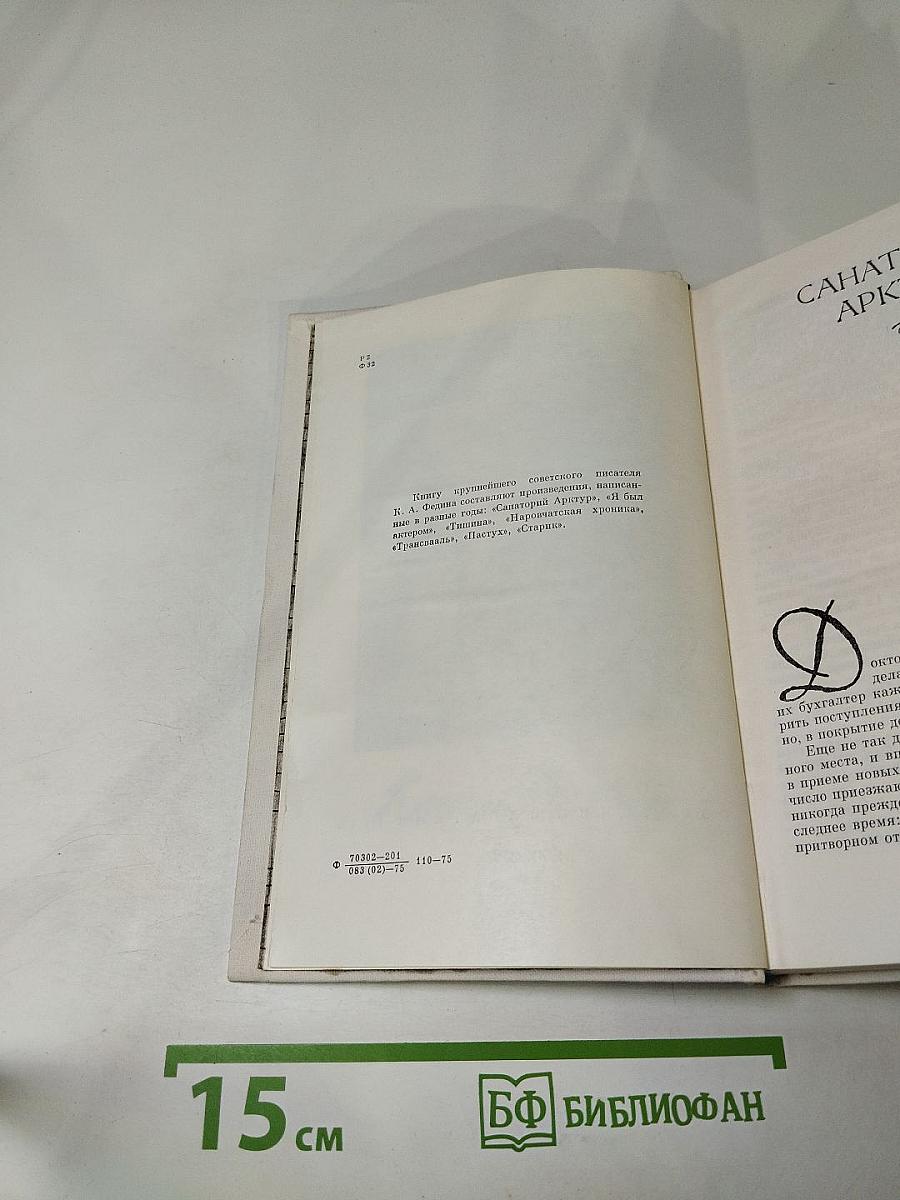 Р2
Ф32
Книгу крупнейшего советского писателя
К. А. Федина составляют произведения, написан-
ные в разные годы: «Санаторий Арктур», «Я был
актером», «Тишина», «Наровчатская хроника»,
«Трансвааль», «Пастух», «Старик».
Ф 70302—201 110—75
083(02)—75
САНАТ
АРК
Докто
дела
их бухгалтер каж
рить поступления
но, в покрытие де
Еще не так д
ного места, и вп
в приеме новых
число приезжаю
никогда прежде
следнее время:
притворном от
15 см
БФ БИБЛИОФАН